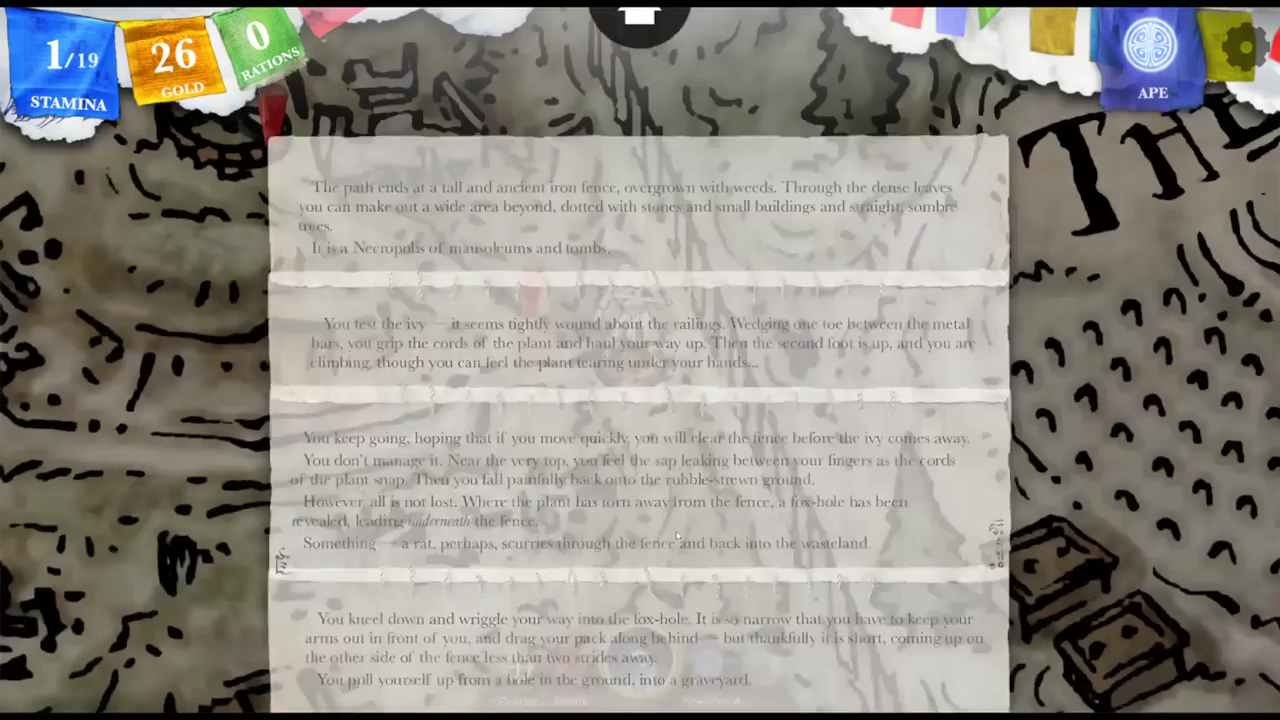 1/19
STAMINA
26
GOLD
0
RATIONS
APE
THE
The path ends at a tall and ancient iron fence, overgrown with weeds. Through the dense leaves
you can make out a wide area beyond, dotted with stones and small buildings and straight, sombre
trees.
It is a Necropolis of mausoleums and tombs.
You test the ivy — it seems tightly wound about the railings. Wedging one toe between the metal
bars, you grip the cords of the plant and haul your way up. Then the second foot is up, and you are
climbing, though you can feel the plant tearing under your hands...
You keep going, hoping that if you move quickly, you will clear the fence before the ivy comes away.
You don't manage it. Near the very top, you feel the sap leaking between your fingers as the cords
of the plant snap. Then you fall painfully back onto the rubble-strewn ground.
However, all is not lost. Where the plant has torn away from the fence, a fox-hole has been
revealed, leading underneath the fence.
Something — a rat, perhaps, scurries through the fence and back into the wasteland.
You kneel down and wriggle your way into the fox-hole. It is so narrow that you have to keep your
arms out in front of you, and drag your pack along behind — but thankfully it is short, coming up on
the other side of the fence less than two strides away.
You pull yourself up from a hole in the ground, into a graveyard.